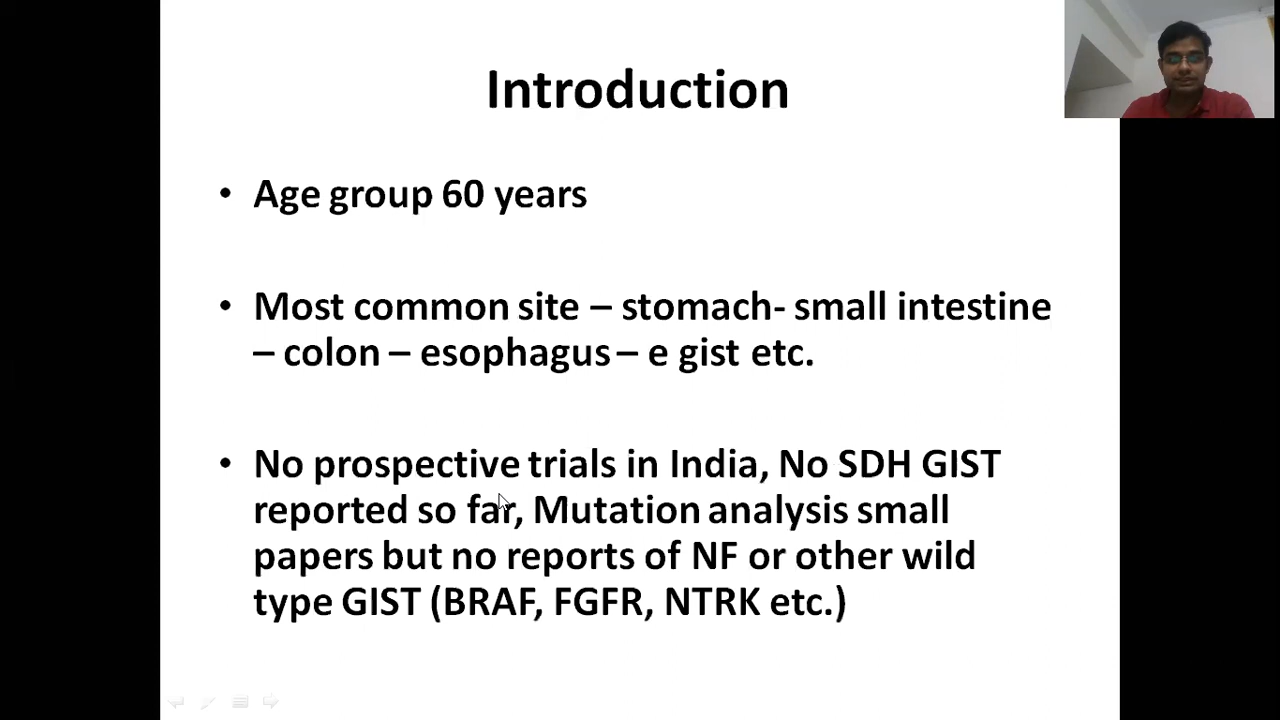 Introduction
• Age group 60 years
• Most common site – stomach- small intestine
– colon – esophagus – e gist etc.
• No prospective trials in India, No SDH GIST
reported so far, Mutation analysis small
papers but no reports of NF or other wild
type GIST (BRAF, FGFR, NTRK etc.)